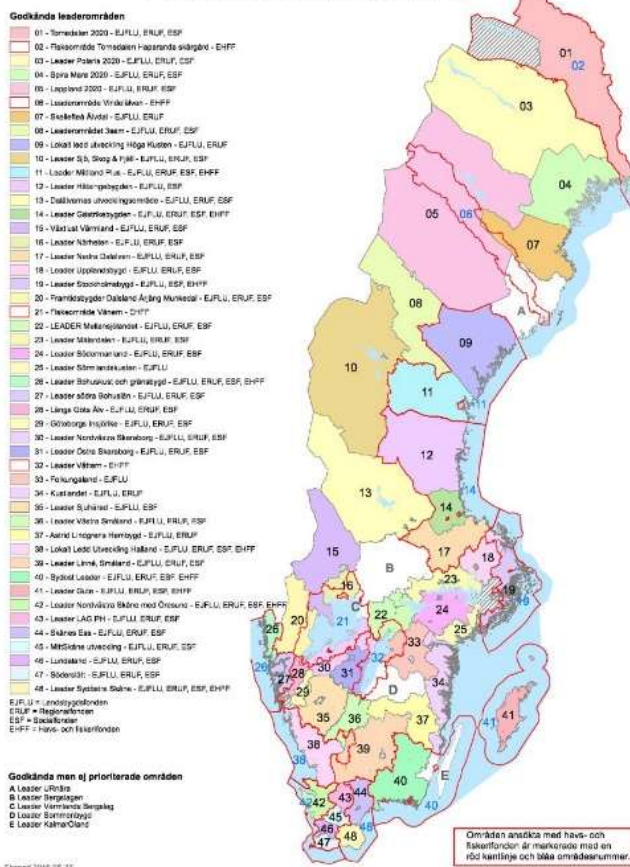 Godkända leaderområden
01 - Tornedalen 2020 - EJFLU, ERUF, ESF
02 - Fiskeområde Tornedalen Haparanda skärgård - EHFF
03 - Leader Polaris 2020 - EJFLU, ERUF, ESF
04 - Spira Mare 2020 - EJFLU, ERUF, ESF
05 - Lappland 2020 - EJFLU, ERUF, ESF
06 - Leaderområde Vindelälven - EHFF
07 - Skellefteå Älvdal - EJFLU, ERUF
08 - Leaderområdet 3sam - EJFLU, ERUF, ESF
09 - Lokalt ledd utveckling Höga Kusten - EJFLU, ERUF
10 - Leader Sjö, Skog & Fjäll - EJFLU, ERUF, ESF
11 - Leader Mittland Plus - EJFLU, ERUF, ESF, EHFF
12 - Leader Hälsingebygden - EJFLU, ESF
13 - Dalälvarnas utvecklingsområde - EJFLU, ERUF, ESF
14 - Leader Gästrikebygden - EJFLU, ERUF, ESF, EHFF
15 - Växtlust Värmland - EJFLU, ERUF, ESF
16 - Leader Närheten - EJFLU, ERUF, ESF
17 - Leader Nedra Dalälven - EJFLU, ERUF, ESF
18 - Leader Upplandsbygd - EJFLU, ERUF, ESF
19 - Leader Stockholmsbygd - EJFLU, ESF, EHFF
20 - Framtidsbygder Dalsland Årjäng Munkedal - EJFLU, ERUF, ESF
21 - Fiskeområde Vänern - EHFF
22 - LEADER Mellansjölandet - EJFLU, ERUF, ESF
23 - Leader Mälardalen - EJFLU, ERUF, ESF
24 - Leader Södermanland - EJFLU, ERUF, ESF
25 - Leader Sörmlandskusten - EJFLU
26 - Leader Bohuskust och gränsbygd - EJFLU, ERUF, ESF, EHFF
27 - Leader södra Bohuslän - EJFLU, ERUF, ESF
28 - Längs Göta Älv - EJFLU, ERUF, ESF
29 - Göteborgs Insjörike - EJFLU, ERUF, ESF
30 - Leader Nordvästra Skaraborg - EJFLU, ERUF, ESF
31 - Leader Östra Skaraborg - EJFLU, ERUF, ESF
32 - Leader Vättern - EHFF
33 - Folkungaland - EJFLU
34 - Kustlandet - EJFLU, ERUF
35 - Leader Sjuhärad - EJFLU, ESF
36 - Leader Västra Småland - EJFLU, ERUF, ESF
37 - Astrid Lindgrens Hembygd - EJFLU, ERUF
38 - Lokalt Ledd Utveckling Halland - EJFLU, ERUF, ESF, EHFF
39 - Leader Linné, Småland - EJFLU, ERUF, ESF
40 - Sydost Leader - EJFLU, ERUF, ESF, EHFF
41 - Leader Gute - EJFLU, ERUF, ESF, EHFF
42 - Leader Nordvästra Skåne med Öresund - EJFLU, ERUF, ESF, EHFF
43 - Leader LAG PH - EJFLU, ERUF, ESF
44 - Skånes Ess - EJFLU, ERUF, ESF
45 - MittSkåne utveckling - EJFLU, ERUF, ESF
46 - Lundaland - EJFLU, ERUF, ESF
47 - Söderslätt - EJFLU, ERUF, ESF
48 - Leader Sydöstra Skåne - EJFLU, ERUF, ESF, EHFF
EJFLU = Landsbygdsfonden
ERUF = Regionalfonden
ESF = Socialfonden
EHFF = Havs- och fiskerifonden
Godkända men ej prioriterade områden
A Leader URnära
B Leader Bergslagen
C Leader Värmlands Bergslag
D Leader Sommenbygd
E Leader KalmarÖland
01
02
03
04
05
06
07
A
08
09
10
11
11
12
13
14
14
15
16
17
18
B
23
19
19
C
20
21
22
24
25
26
26
27
28
29
30
31
32
33
34
D
35
36
37
38
38
39
40
40
41
41
E
42
42
43
44
45
46
47
48
48
Områden ansökta med havs- och
fiskerifonden är markerade med en
röd kantlinje och blåa områdesnummer.